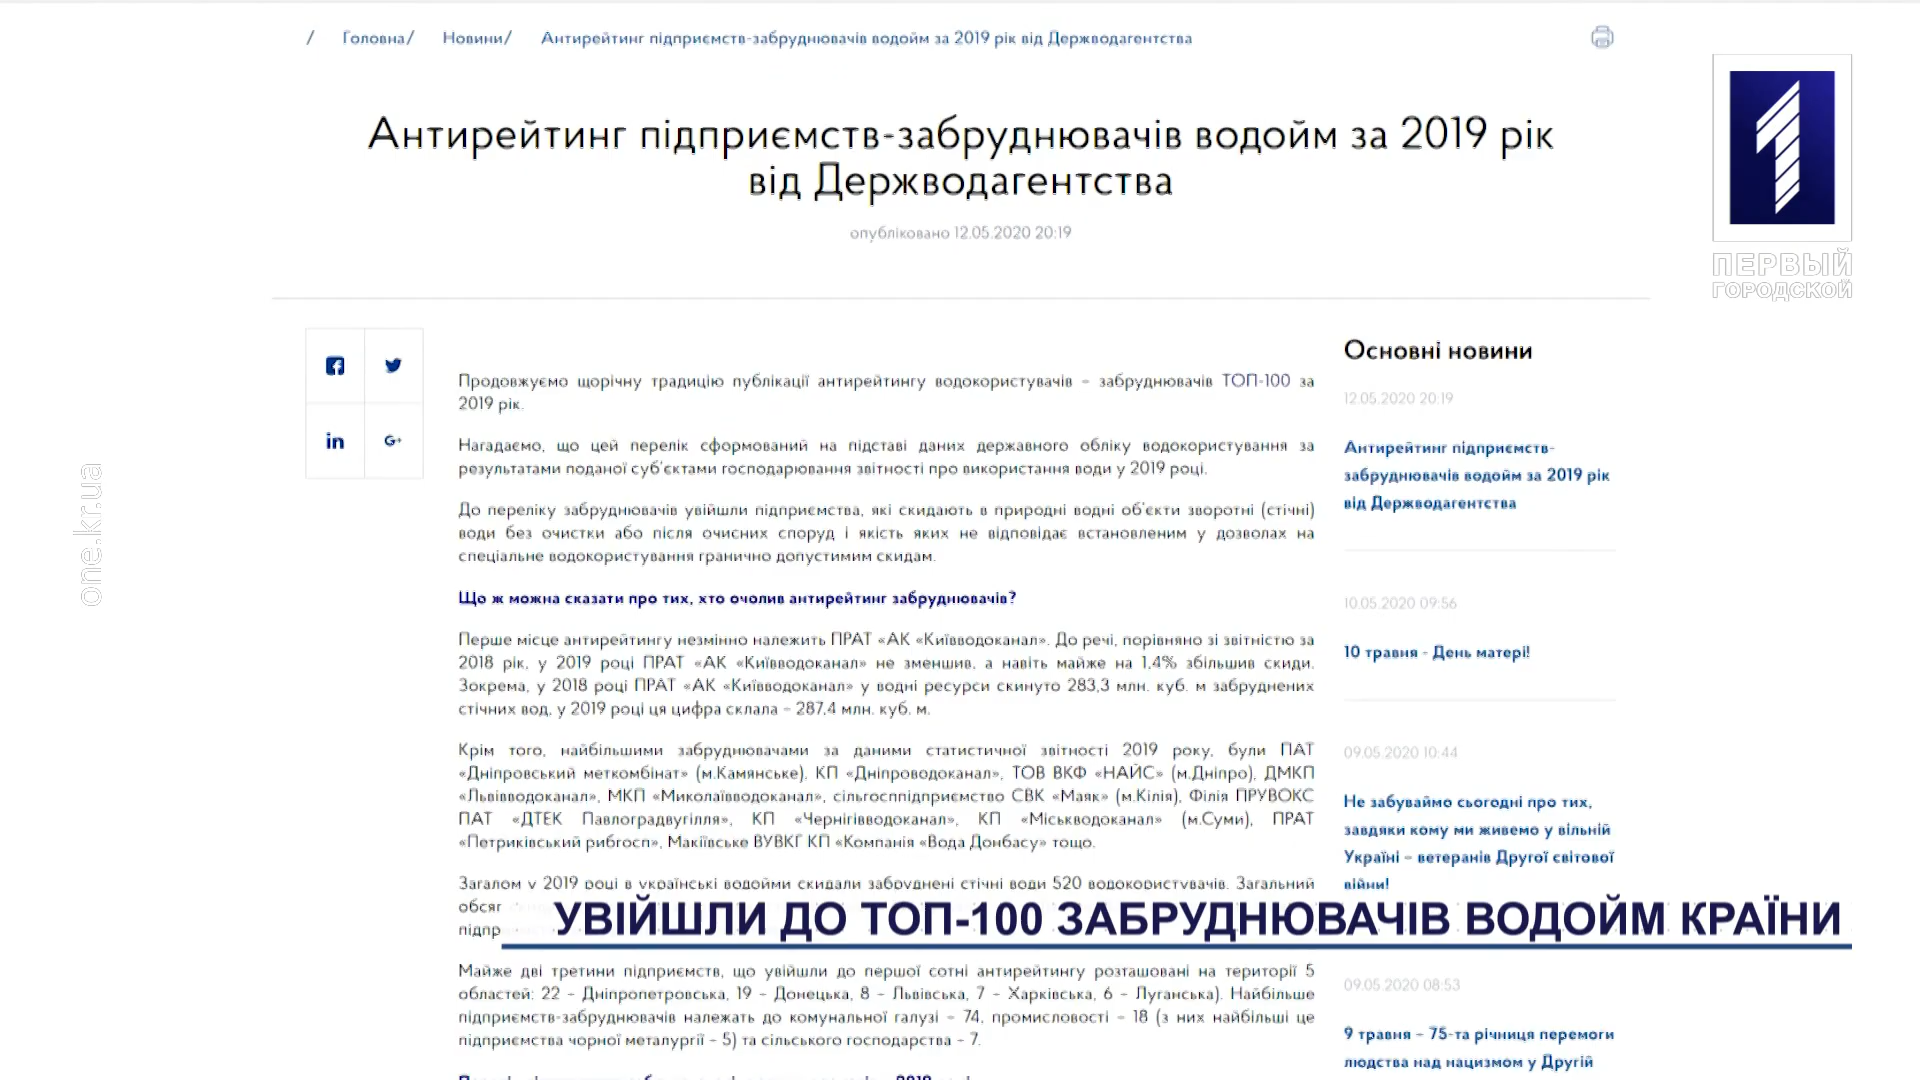 / Головна/ Новини/ Антирейтинг підприємств-забруднювачів водойм за 2019 рік від Держводагентства
Антирейтинг підприємств-забруднювачів водойм за 2019 рік
від Держводагентства
опубліковано 12.05.2020 20:19
ПЕРВЫЙ
ГОРОДСКОЙ
one.kr.ua
Продовжуємо щорічну традицію публікації антирейтингу водокористувачів – забруднювачів ТОП-100 за
2019 рік.
Нагадаємо, що цей перелік сформований на підставі даних державного обліку водокористування за
результатами поданої суб'єктами господарювання звітності про використання води у 2019 році.
До переліку забруднювачів увійшли підприємства, які скидають в природні водні об'єкти зворотні (стічні)
води без очистки або після очисних споруд і якість яких не відповідає встановленим у дозволах на
спеціальне водокористування гранично допустимим скидам.
Що ж можна сказати про тих, хто очолив антирейтинг забруднювачів?
Перше місце антирейтингу незмінно належить ПРАТ «АК «Київводоканал». До речі, порівняно зі звітністю за
2018 рік, у 2019 році ПРАТ «АК «Київводоканал» не зменшив, а навіть майже на 1,4% збільшив скиди.
Зокрема, у 2018 році ПРАТ «АК «Київводоканал» у водні ресурси скинуто 283,3 млн. куб. м забруднених
стічних вод, у 2019 році ця цифра склала – 287,4 млн. куб. м.
Крім того, найбільшими забруднювачами за даними статистичної звітності 2019 року, були ПАТ
«Дніпровський меткомбінат» (м.Камянське), КП «Дніпроводоканал», ТОВ ВКФ «НАЙС» (м.Дніпро), ДМКП
«Львівводоканал», МКП «Миколаївводоканал», сільгосппідприємство СВК «Маяк» (м.Кілія), Філія ПРУВОКС
ПАТ «ДТЕК Павлоградвугілля», КП «Чернігівводоканал», КП «Міськводоканал» (м.Суми), ПРАТ
«Петриківський рибгосп», Макіївське ВУВКГ КП «Компанія «Вода Донбасу» тощо.
Загалом у 2019 році в українські водойми скидали забруднені стічні води 520 водокористувачів. Загальний
обсяг
підпр
Майже дві третини підприємств, що увійшли до першої сотні антирейтингу розташовані на території 5
областей: 22 – Дніпропетровська, 19 – Донецька, 8 – Львівська, 7 – Харківська, 6 – Луганська). Найбільше
підприємств-забруднювачів належать до комунальної галузі – 74, промисловості – 18 (з них найбільші це
підприємства чорної металургії – 5) та сільського господарства – 7.
Основні новини
12.05.2020 20:19
Антирейтинг підприємств-
забруднювачів водойм за 2019 рік
від Держводагентства
10.05.2020 09:56
10 травня - День матері!
09.05.2020 10:44
Не забуваймо сьогодні про тих,
завдяки кому ми живемо у вільній
Україні – ветеранів Другої світової
війни!
09.05.2020 08:53
9 травня – 75-та річниця перемоги
людства над нацизмом у Другій
УВІЙШЛИ ДО ТОП-100 ЗАБРУДНЮВАЧІВ ВОДОЙМ КРАЇНИ